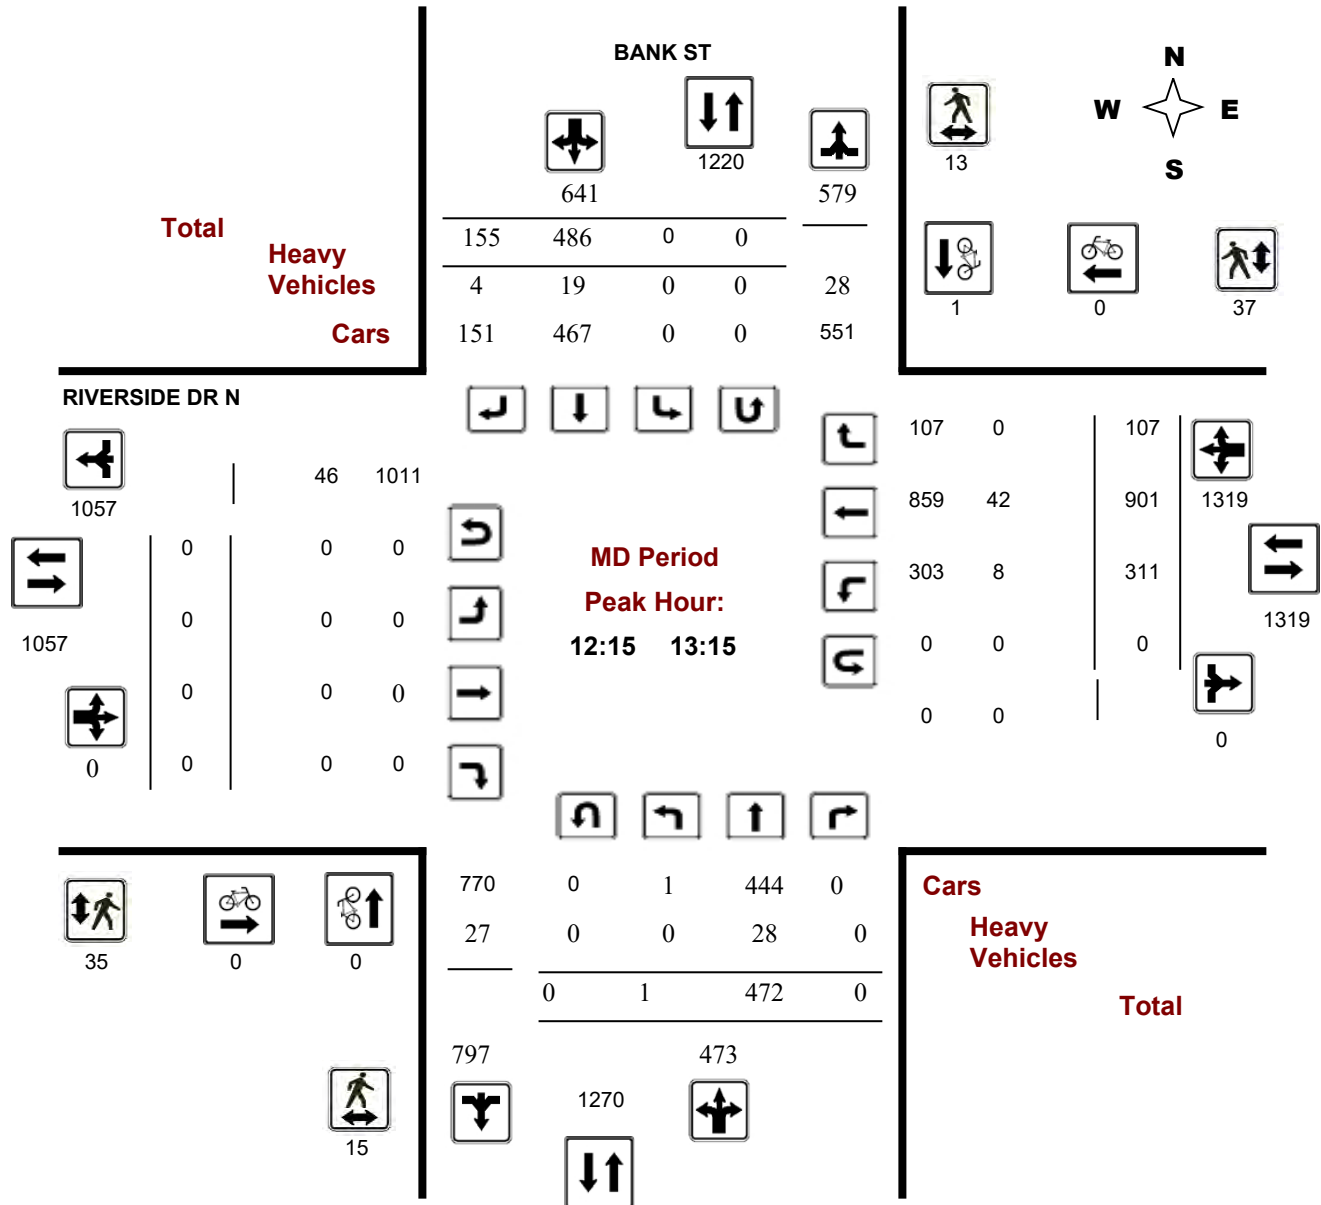 BANK ST
N
W E
S
1220
13
641
579
Total
155 486 0 0
Heavy
Vehicles
4 19 0 0 28
1 0 37
Cars
151 467 0 0 551
RIVERSIDE DR N
107 0 107
46 1011
1057
859 42 901 1319
0 0 0
MD Period
303 8 311
Peak Hour:
0 0 0
1319
1057
12:15 13:15
0 0 0
0 0 0
0 0
0
0 0 0
0
770 0 1 444 0
Cars
27 0 0 28 0
Heavy
Vehicles
35 0 0
0 1 472 0
Total
797 473
1270
15